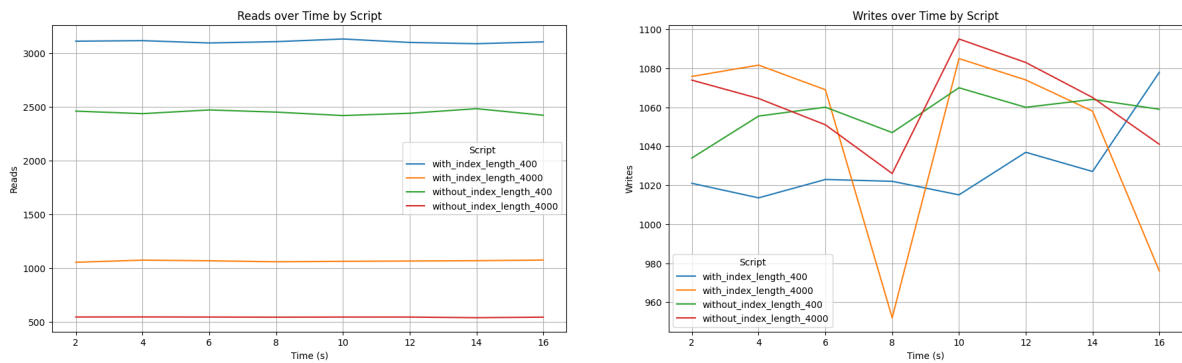 Reads over Time by Script
3000
2500
2000
1500
1000
500
Reads
Script
with_index_length_400
with_index_length_4000
without_index_length_400
without_index_length_4000
2 4 6 8 10 12 14 16
Time (s)
Writes over Time by Script
1100
1080
1060
1040
1020
1000
980
960
Writes
Script
with_index_length_400
with_index_length_4000
without_index_length_400
without_index_length_4000
2 4 6 8 10 12 14 16
Time (s)